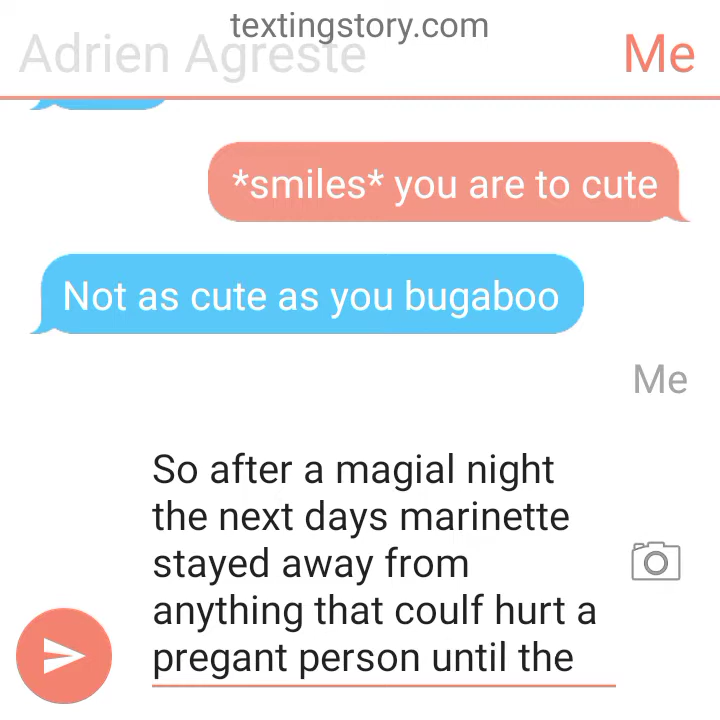 textingstory.com
Adrien Agreste
Me
*smiles* you are to cute
Not as cute as you bugaboo
Me
So after a magial night
the next days marinette
stayed away from
anything that coulf hurt a
pregant person until the